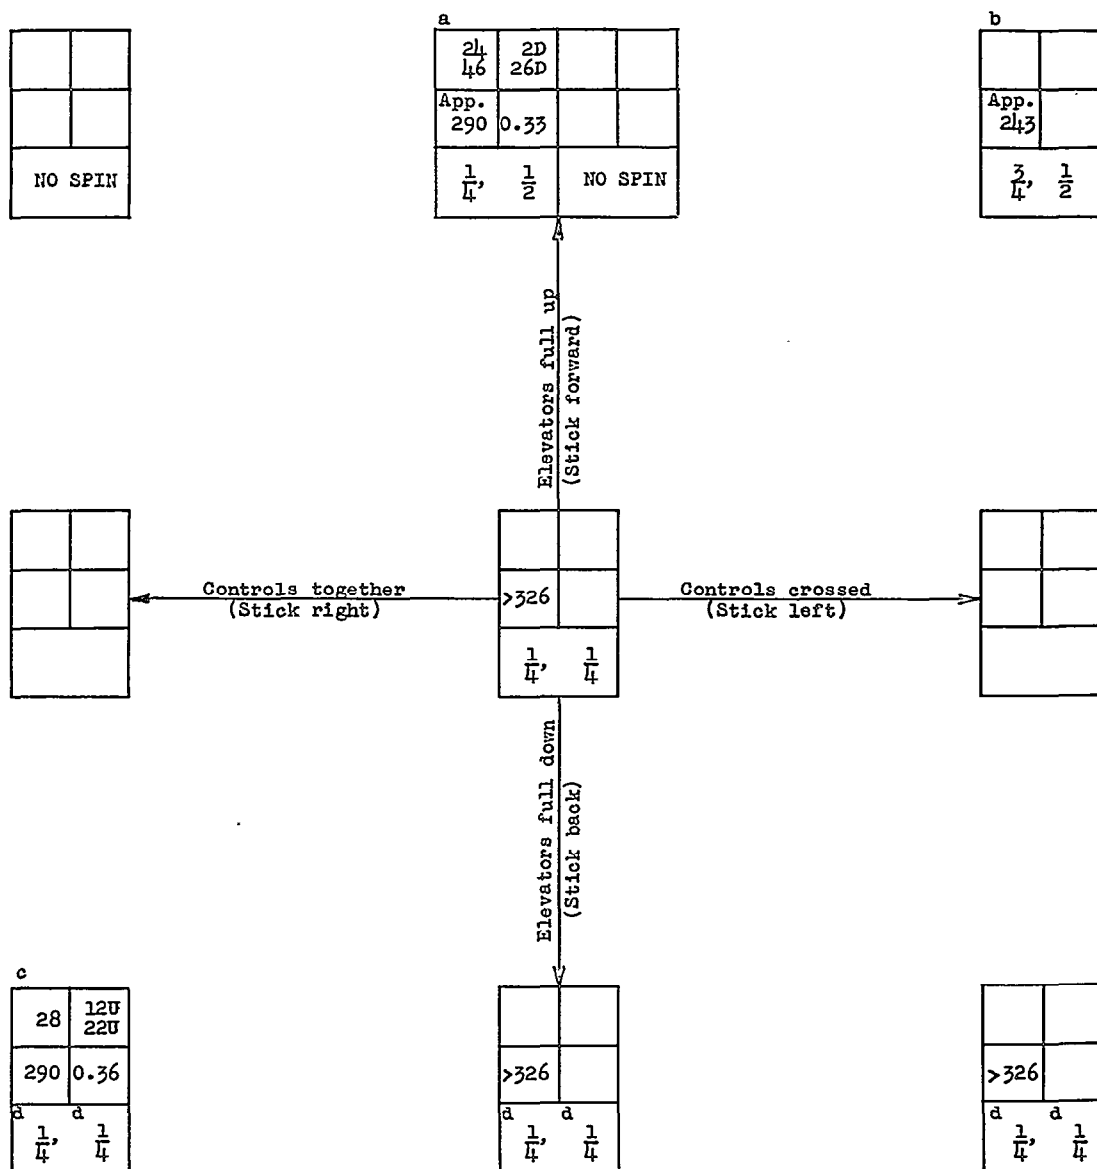 a
b
24 2D
46 26D
App.
290 0.33
App.
243
NO SPIN
1/4, 1/2
NO SPIN
3/4, 1/2
Elevators full up
(Stick forward)
Controls together
(Stick right)
>326
1/4, 1/4
Controls crossed
(Stick left)
Elevators full down
(Stick back)
c
28 12U
22U
290 0.36
d d
1/4, 1/4
>326
d d
1/4, 1/4
>326
d d
1/4, 1/4